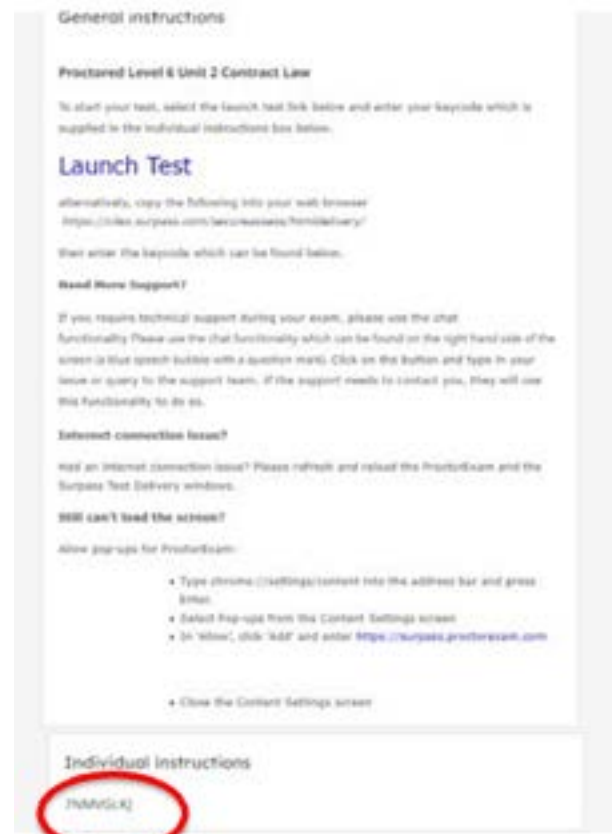 General instructions
Proctored Level 6 Unit 2 Contract Law
To start your test, select the launch test link below and enter your keycode which is
supplied in the individual instructions box below.
Launch Test
alternatively, copy the following into your web browser
then enter the keycode which can be found below.
Need More Support?
If you require technical support during your exam, please use the chat
functionality Please use the chat functionality which can be found on the right hand side of the
screen (a blue speech bubble with a question mark). Click on the button and type in your
issue or query to the support team. If the support needs to contact you, they will use
this functionality to do so.
Internet connection issue?
Had an internet connection issue? Please refresh and reload the ProctorExam and the
Surpass Test Delivery windows.
Still can't load the screen?
Allow pop-ups for ProctorExam:
• Type chrome://settings/content into the address bar and press
Enter.
• Select Pop-ups from the Content Settings screen
• In 'Allow', click 'Add' and enter https://surpass.proctorexam.com
• Close the Content Settings screen
Individual instructions